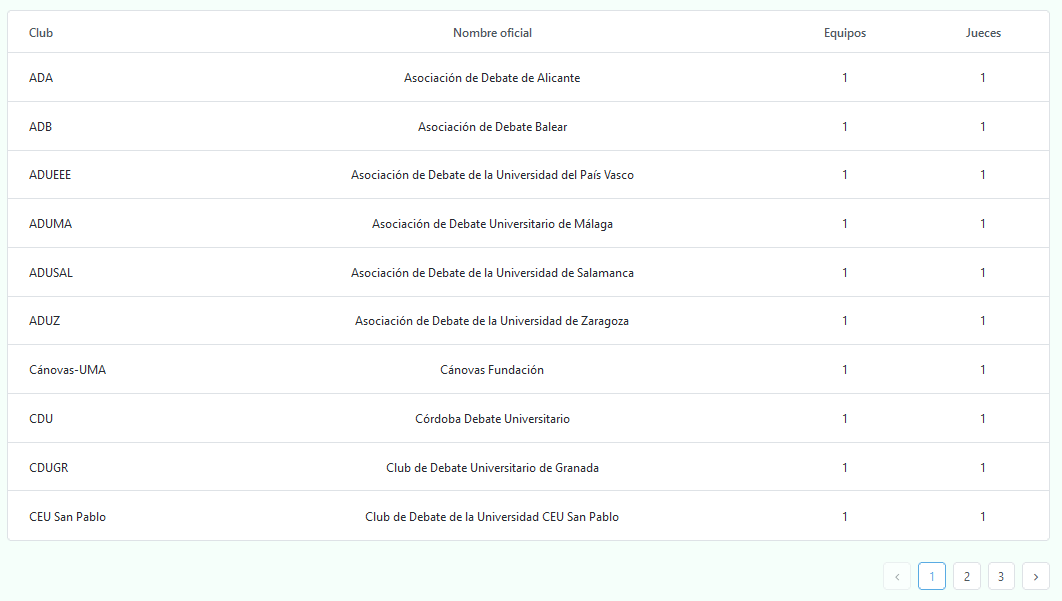 Club Nombre oficial Equipos Jueces
ADA Asociación de Debate de Alicante 1 1
ADB Asociación de Debate Balear 1 1
ADUEEE Asociación de Debate de la Universidad del País Vasco 1 1
ADUMA Asociación de Debate Universitario de Málaga 1 1
ADUSAL Asociación de Debate de la Universidad de Salamanca 1 1
ADUZ Asociación de Debate de la Universidad de Zaragoza 1 1
Cánovas-UMA Cánovas Fundación 1 1
CDU Córdoba Debate Universitario 1 1
CDUGR Club de Debate Universitario de Granada 1 1
CEU San Pablo Club de Debate de la Universidad CEU San Pablo 1 1
‹ 1 2 3 ›